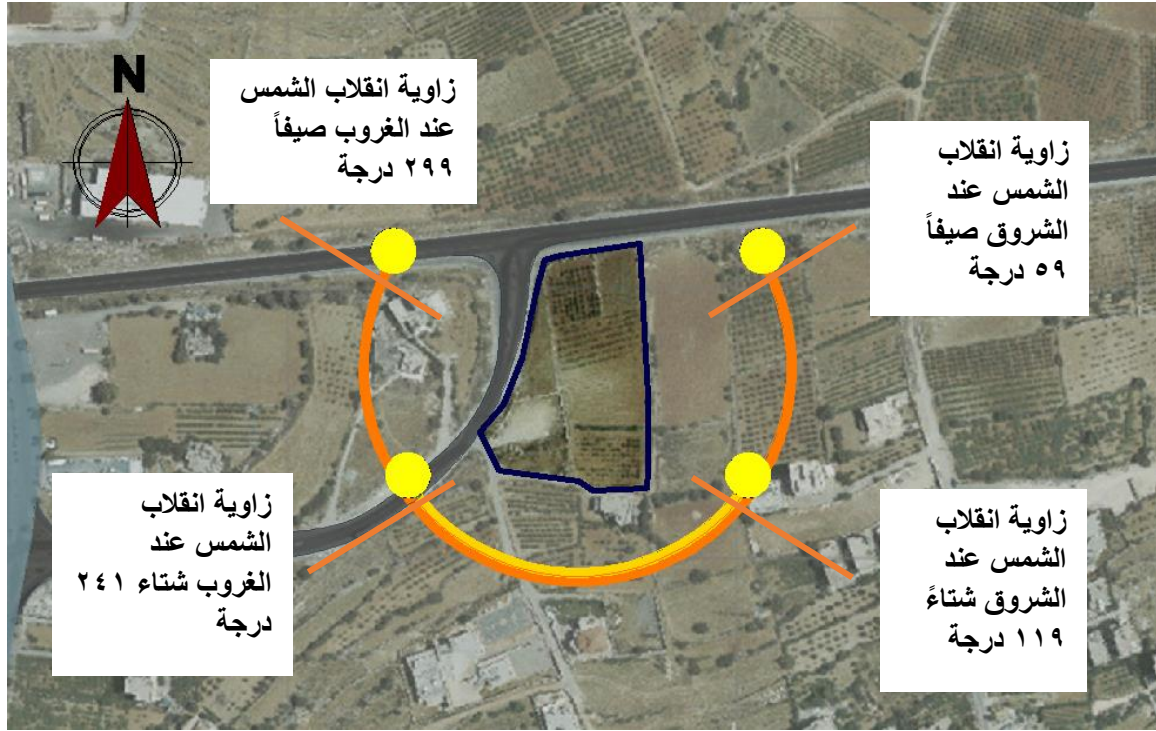 N
زاوية انقلاب الشمس
عند الغروب صيفاً
٢٩٩ درجة
زاوية انقلاب
الشمس عند
الشروق صيفاً
٥٩ درجة
زاوية انقلاب
الشمس عند
الغروب شتاء ٢٤١
درجة
زاوية انقلاب
الشمس عند
الشروق شتاءً
١١٩ درجة